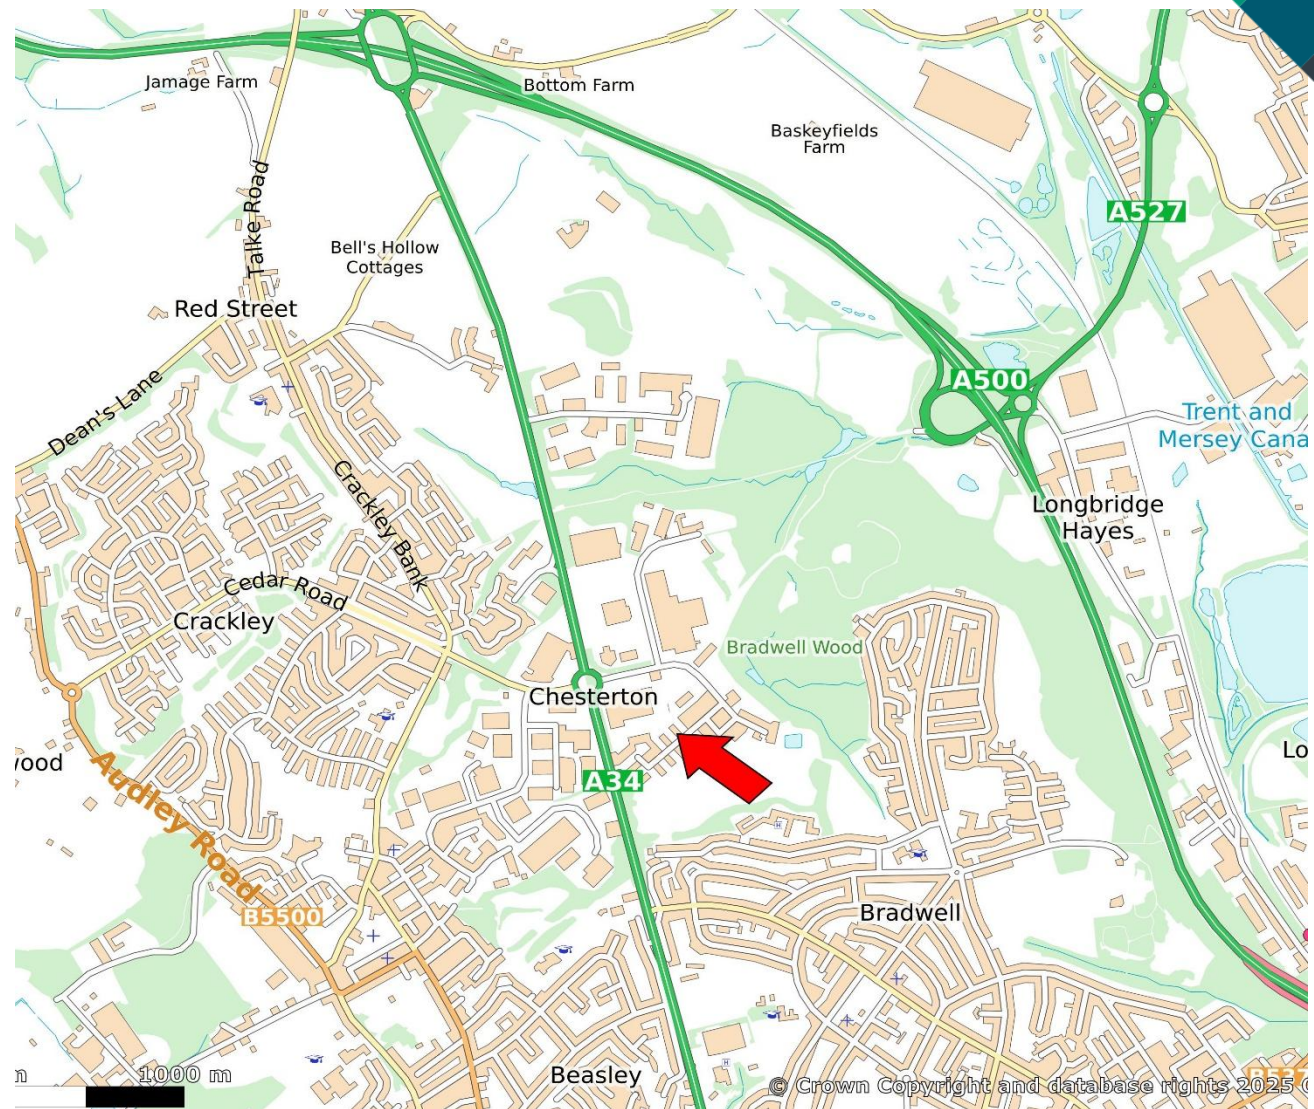 Jamage Farm
Bottom Farm
Baskeyfields
Farm
Talke Road
A527
Bell's Hollow
Cottages
Red Street
A500
Dean's Lane
Trent and
Mersey Cana
Crackley Bank
Longbridge
Hayes
Cedar Road
Crackley
Bradwell Wood
Chesterton
wood
Lo
A34
Audley Road
B5500
Bradwell
H
H
Beasley
m
1000 m
© Crown Copyright and database rights 2025 O